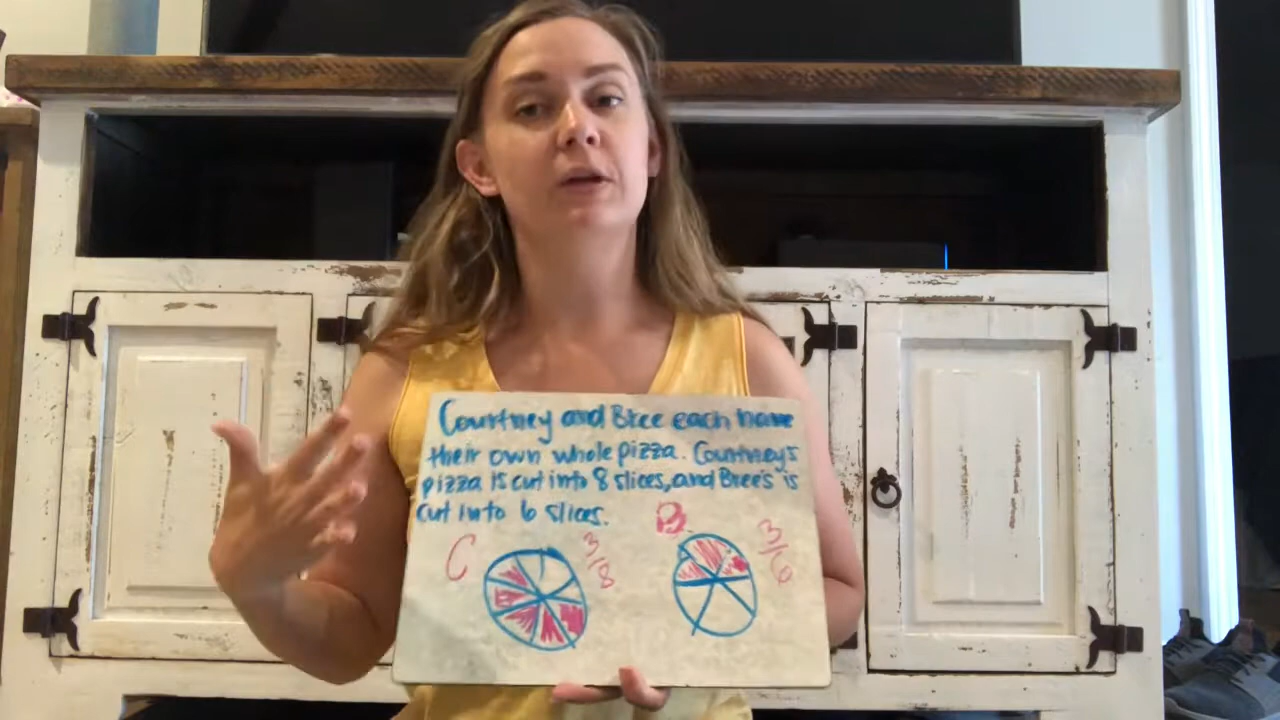 Courtney and Bree each have
their own whole pizza. Courtney's
pizza is cut into 8 slices, and Bree's is
cut into 6 slices.
C 3/8 B 3/6